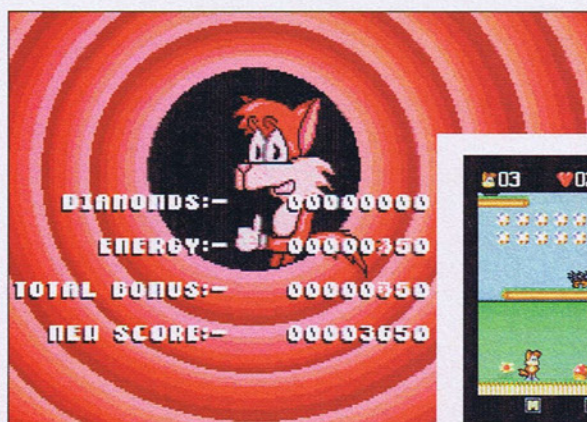 DIAMONDS:- 00000000
ENERGY:- 00000350
TOTAL BONUS:- 00000350
NEW SCORE:- 00003650
03
M